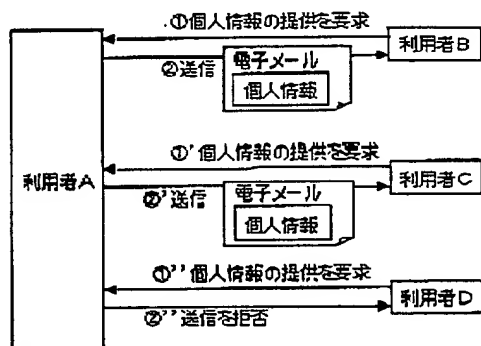 ①個人情報の提供を要求
利用者B
②送信
電子メール
個人情報
①'個人情報の提供を要求
利用者A
利用者C
②'送信
電子メール
個人情報
①''個人情報の提供を要求
利用者D
②''送信を拒否